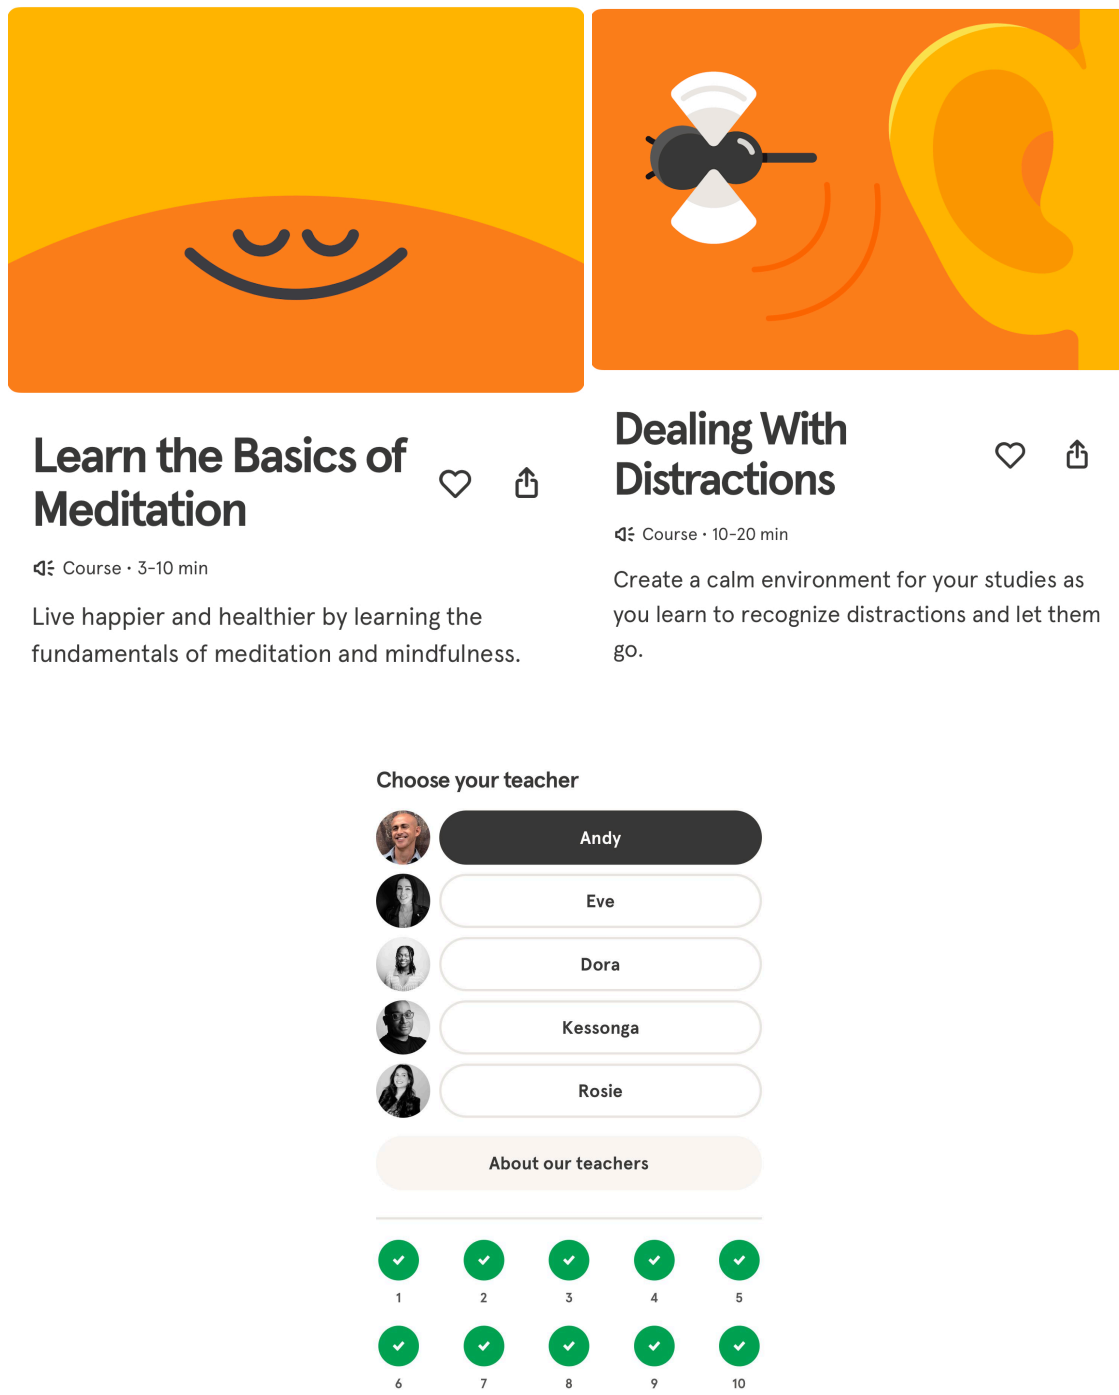 Learn the Basics of
Meditation
Course • 3-10 min
Live happier and healthier by learning the
fundamentals of meditation and mindfulness.
Dealing With
Distractions
Course • 10-20 min
Create a calm environment for your studies as
you learn to recognize distractions and let them
go.
Choose your teacher
Andy
Eve
Dora
Kessonga
Rosie
About our teachers
1 2 3 4 5
6 7 8 9 10